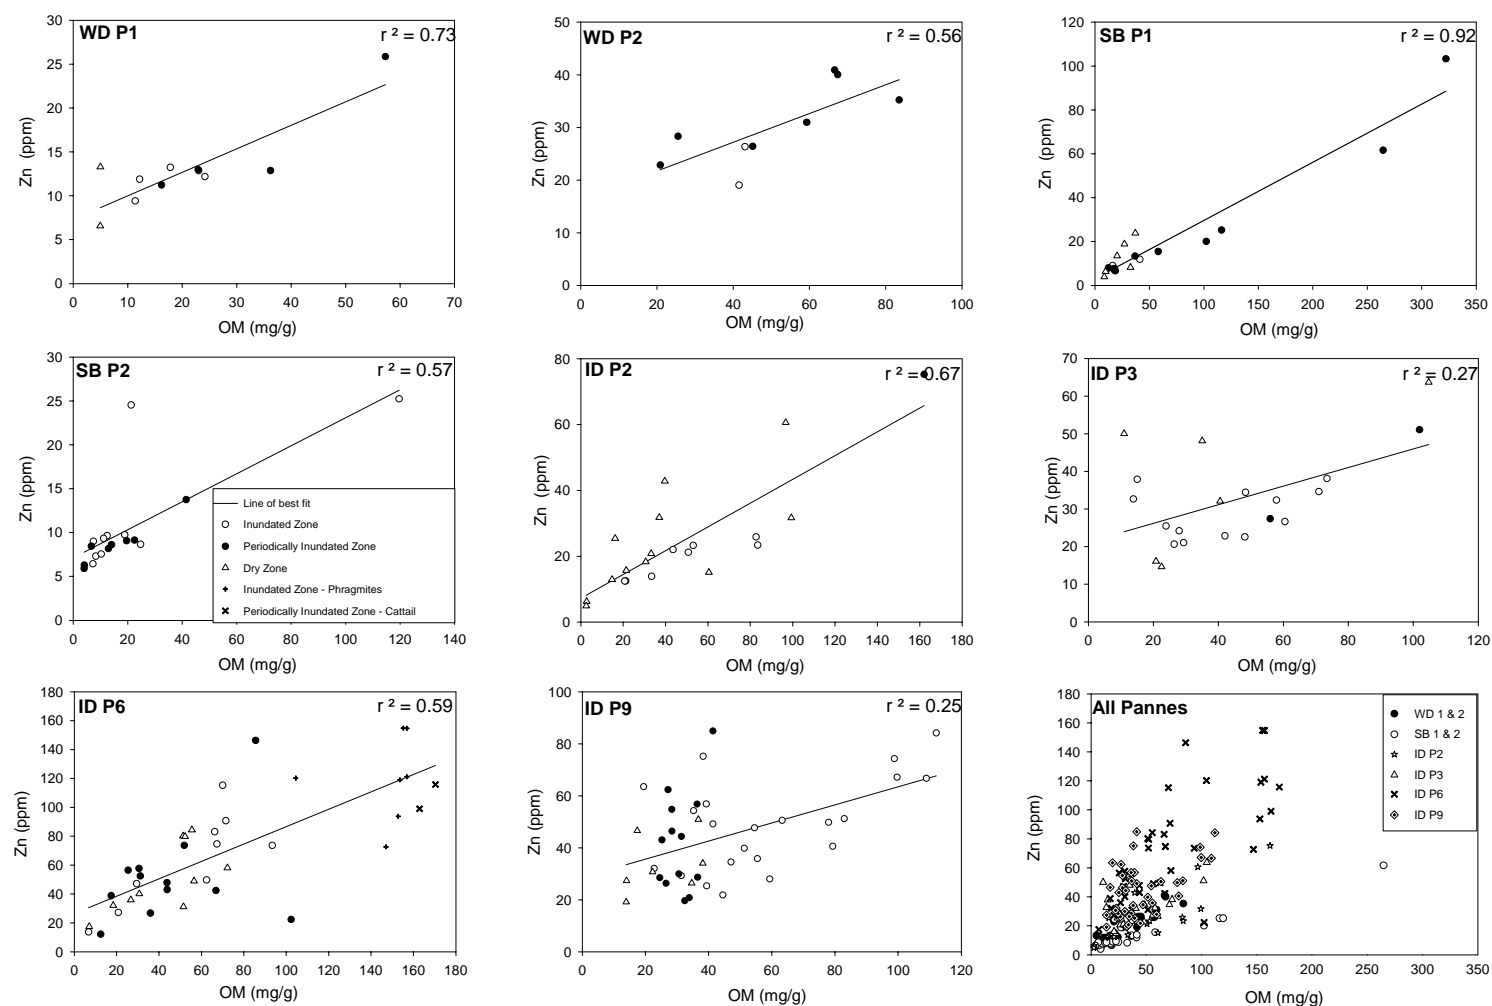 WD P1
r ² = 0.73
30
25
20
15
10
5
0
Zn (ppm)
0 10 20 30 40 50 60 70
OM (mg/g)
WD P2
r ² = 0.56
50
40
30
20
10
0
Zn (ppm)
0 20 40 60 80 100
OM (mg/g)
SB P1
r ² = 0.92
120
100
80
60
40
20
0
Zn (ppm)
0 50 100 150 200 250 300 350
OM (mg/g)
SB P2
r ² = 0.57
30
25
20
15
10
5
0
Zn (ppm)
Line of best fit
Inundated Zone
Periodically Inundated Zone
Dry Zone
Inundated Zone - Phragmites
Periodically Inundated Zone - Cattail
0 20 40 60 80 100 120 140
OM (mg/g)
ID P2
r ² = 0.67
80
60
40
20
0
Zn (ppm)
0 20 40 60 80 100 120 140 160 180
OM (mg/g)
ID P3
r ² = 0.27
70
60
50
40
30
20
10
0
Zn (ppm)
0 20 40 60 80 100 120
OM (mg/g)
ID P6
r ² = 0.59
180
160
140
120
100
80
60
40
20
0
Zn (ppm)
0 20 40 60 80 100 120 140 160 180
OM (mg/g)
ID P9
r ² = 0.25
100
80
60
40
20
0
Zn (ppm)
0 20 40 60 80 100 120
OM (mg/g)
All Pannes
180
160
140
120
100
80
60
40
20
0
Zn (ppm)
WD 1 & 2
SB 1 & 2
ID P2
ID P3
ID P6
ID P9
0 50 100 150 200 250 300 350
OM (mg/g)